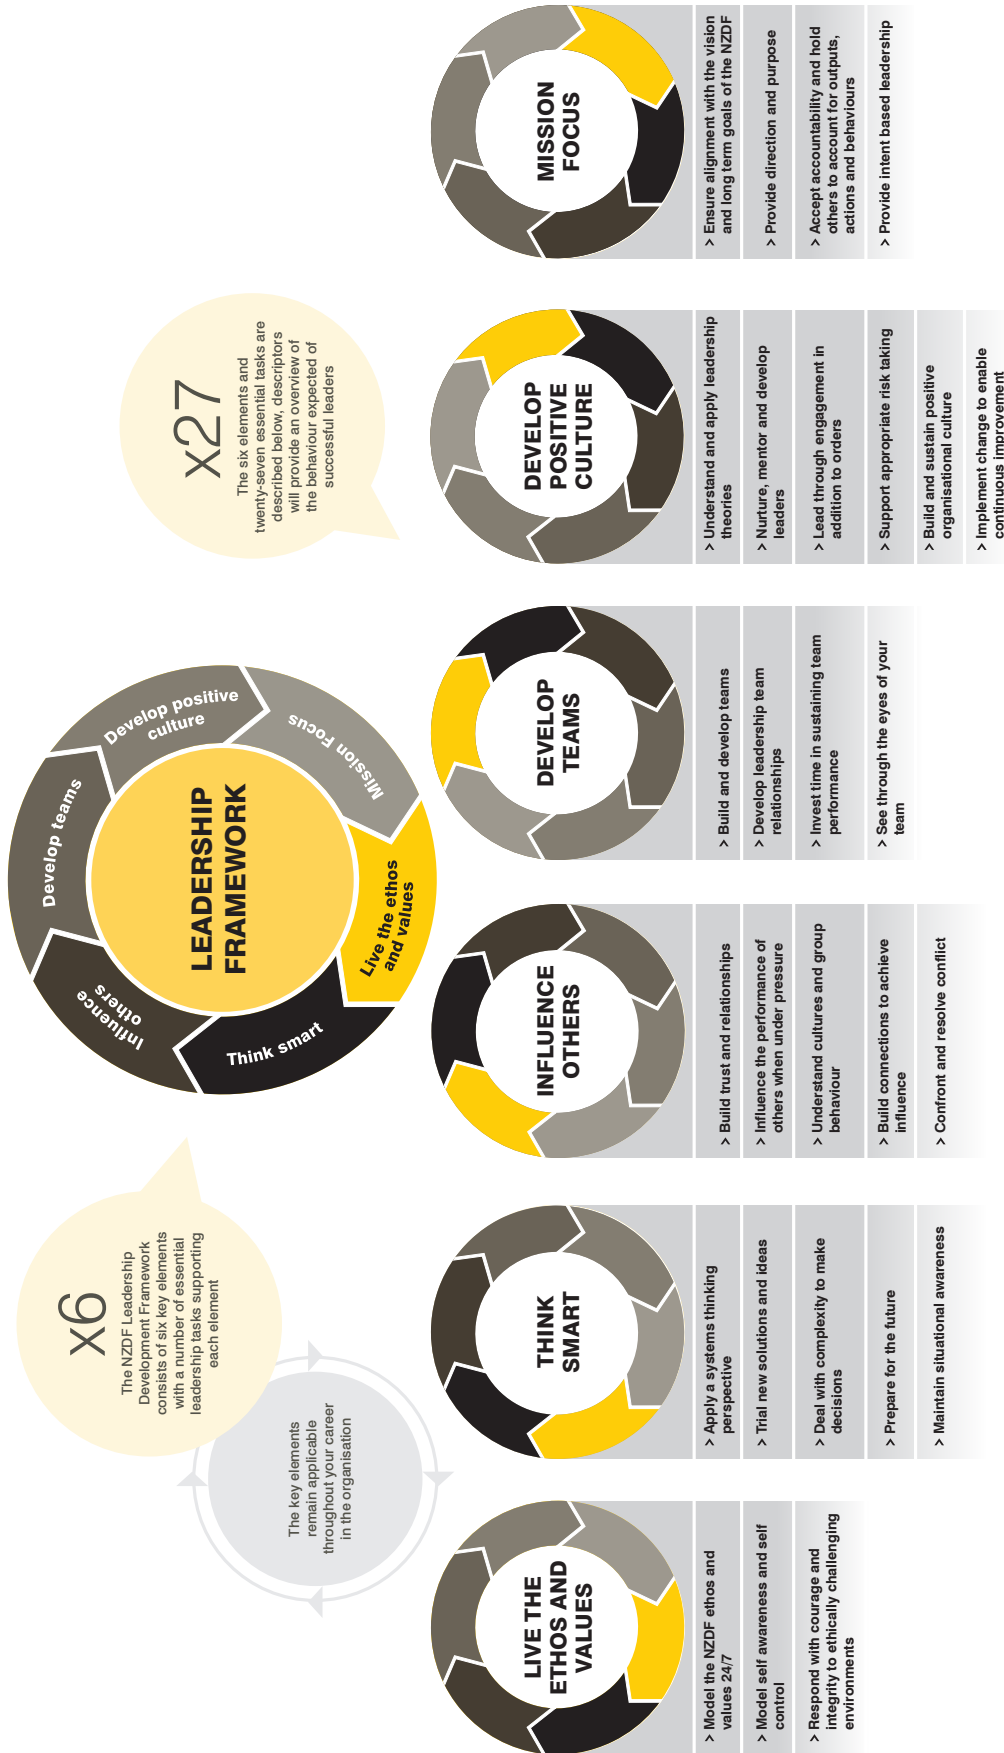 x6
The NZDF Leadership
Development Framework
consists of six key elements
with a number of essential
leadership tasks supporting
each element
The key elements
remain applicable
throughout your career
in the organisation
LEADERSHIP
FRAMEWORK
Live the ethos
and values
Think smart
Influence
others
Develop teams
Develop positive
culture
Mission Focus
x27
The six elements and
twenty-seven essential tasks are
described below, descriptors
will provide an overview of
the behaviour expected of
successful leaders
LIVE THE
ETHOS AND
VALUES
> Model the NZDF ethos and
values 24/7
> Model self awareness and self
control
> Respond with courage and
integrity to ethically challenging
environments
THINK
SMART
> Apply a systems thinking
perspective
> Trial new solutions and ideas
> Deal with complexity to make
decisions
> Prepare for the future
> Maintain situational awareness
INFLUENCE
OTHERS
> Build trust and relationships
> Influence the performance of
others when under pressure
> Understand cultures and group
behaviour
> Build connections to achieve
influence
> Confront and resolve conflict
DEVELOP
TEAMS
> Build and develop teams
> Develop leadership team
relationships
> Invest time in sustaining team
performance
> See through the eyes of your
team
DEVELOP
POSITIVE
CULTURE
> Understand and apply leadership
theories
> Nurture, mentor and develop
leaders
> Lead through engagement in
addition to orders
> Support appropriate risk taking
> Build and sustain positive
organisational culture
> Implement change to enable
continuous improvement
MISSION
FOCUS
> Ensure alignment with the vision
and long term goals of the NZDF
> Provide direction and purpose
> Accept accountability and hold
others to account for outputs,
actions and behaviours
> Provide intent based leadership